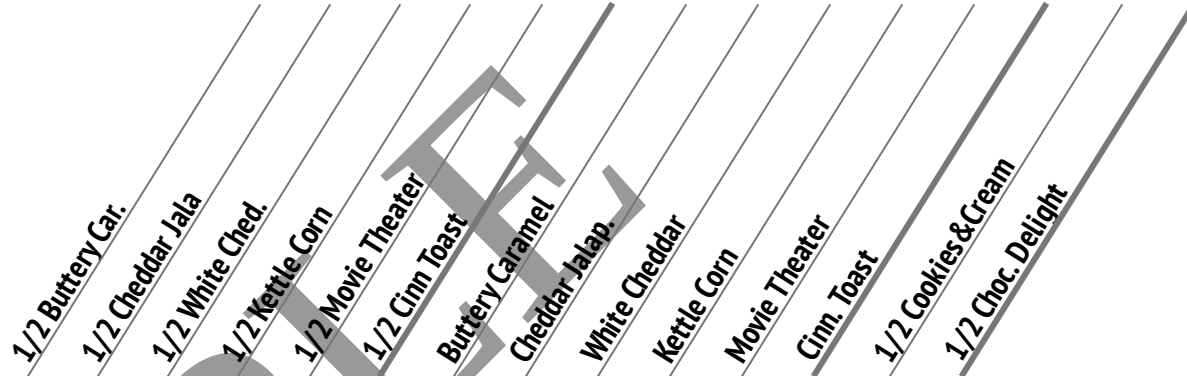 1/2 Buttery Car.
1/2 Cheddar Jala
1/2 White Ched.
1/2 Kettle Corn
1/2 Movie Theater
1/2 Cinn Toast
Buttery Caramel
Cheddar Jalap.
White Cheddar
Kettle Corn
Movie Theater
Cinn. Toast
1/2 Cookies&Cream
1/2 Choc. Delight